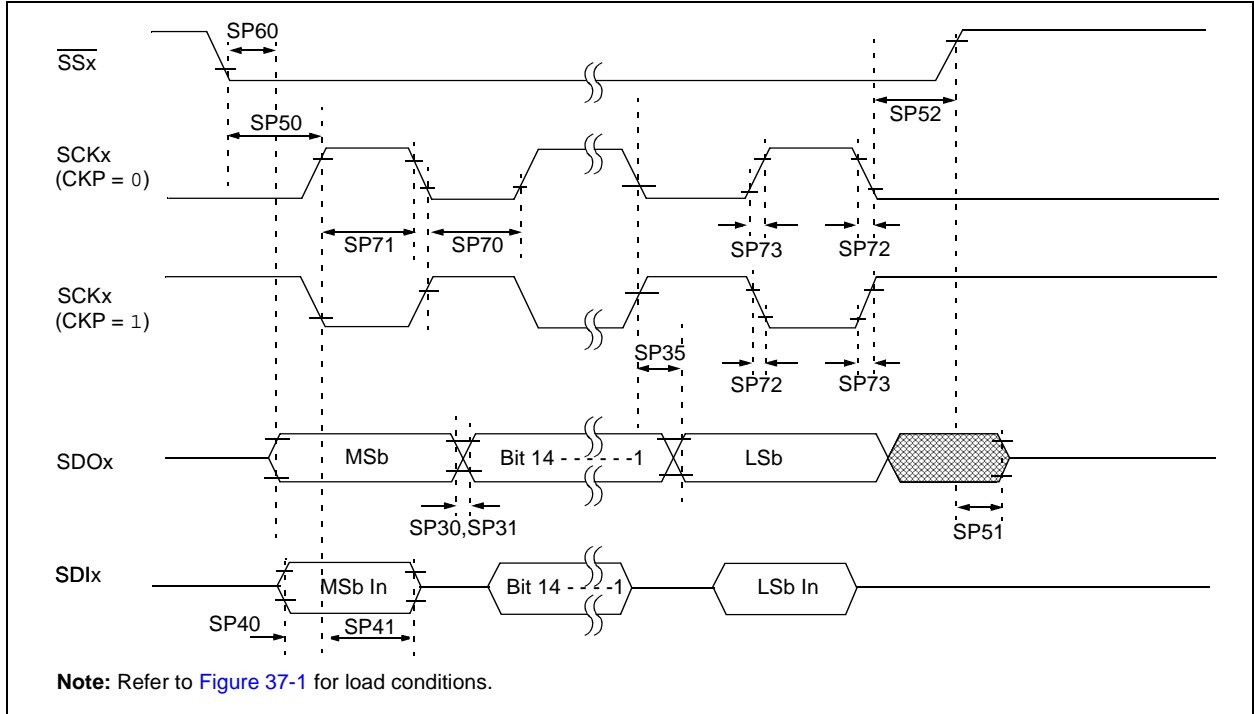 SP60
SSx
SP52
SP50
SCKx
(CKP = 0)
SP71
SP70
SP73
SP72
SCKx
(CKP = 1)
SP35
SP72
SP73
SDOx
MSb
Bit 14 - - - - - -1
LSb
SP30,SP31
SP51
SDIx
MSb In
Bit 14 - - - -1
LSb In
SP40
SP41
Note: Refer to Figure 37-1 for load conditions.